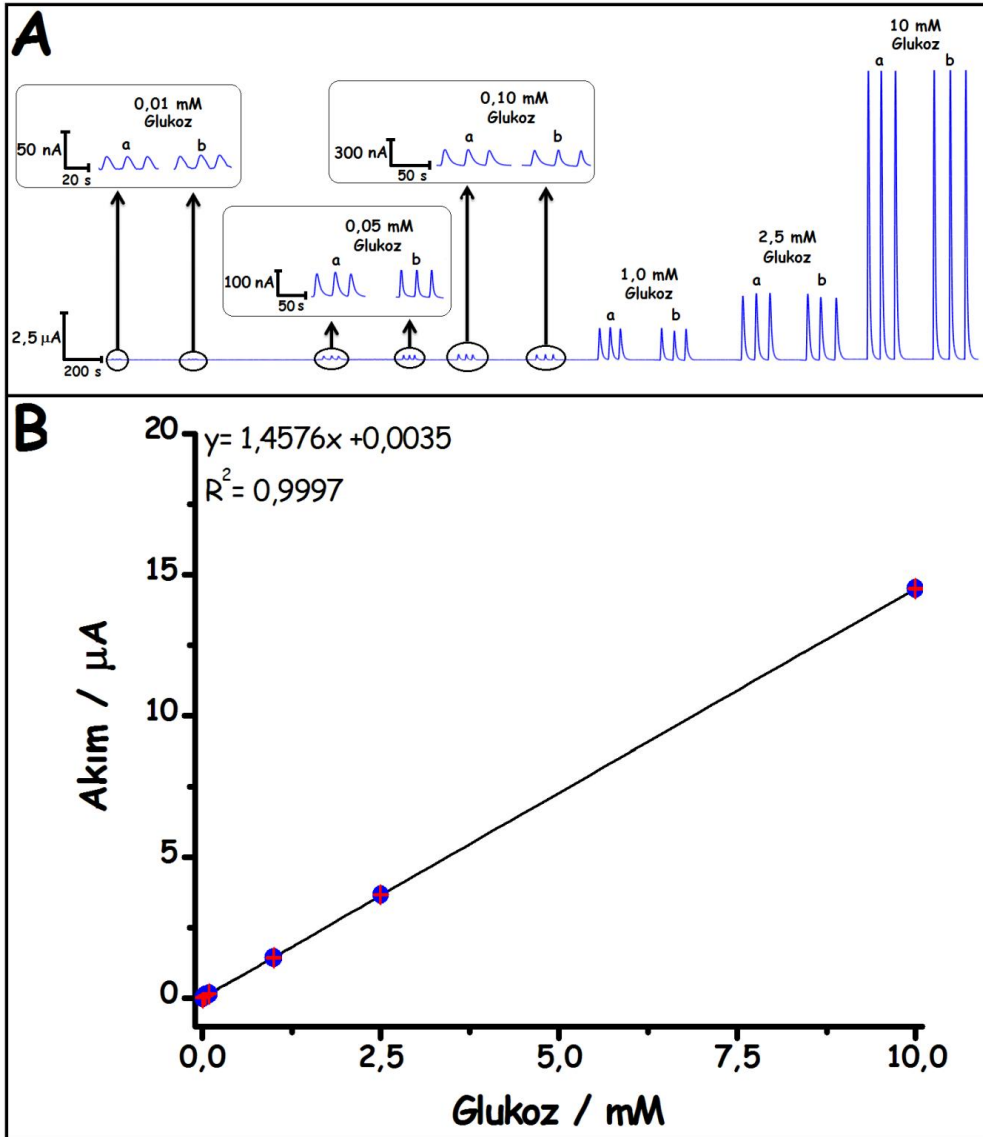 A
10 mM
Glukoz
a b
0,01 mM
Glukoz
a b
50 nA
20 s
0,10 mM
Glukoz
a b
300 nA
50 s
0,05 mM
Glukoz
a b
100 nA
50 s
2,5 mM
Glukoz
a b
1,0 mM
Glukoz
a b
2,5 µA
200 s
B
y= 1,4576x +0,0035
R²= 0,9997
20
15
10
5
0
Akım / µA
0,0 2,5 5,0 7,5 10,0
Glukoz / mM